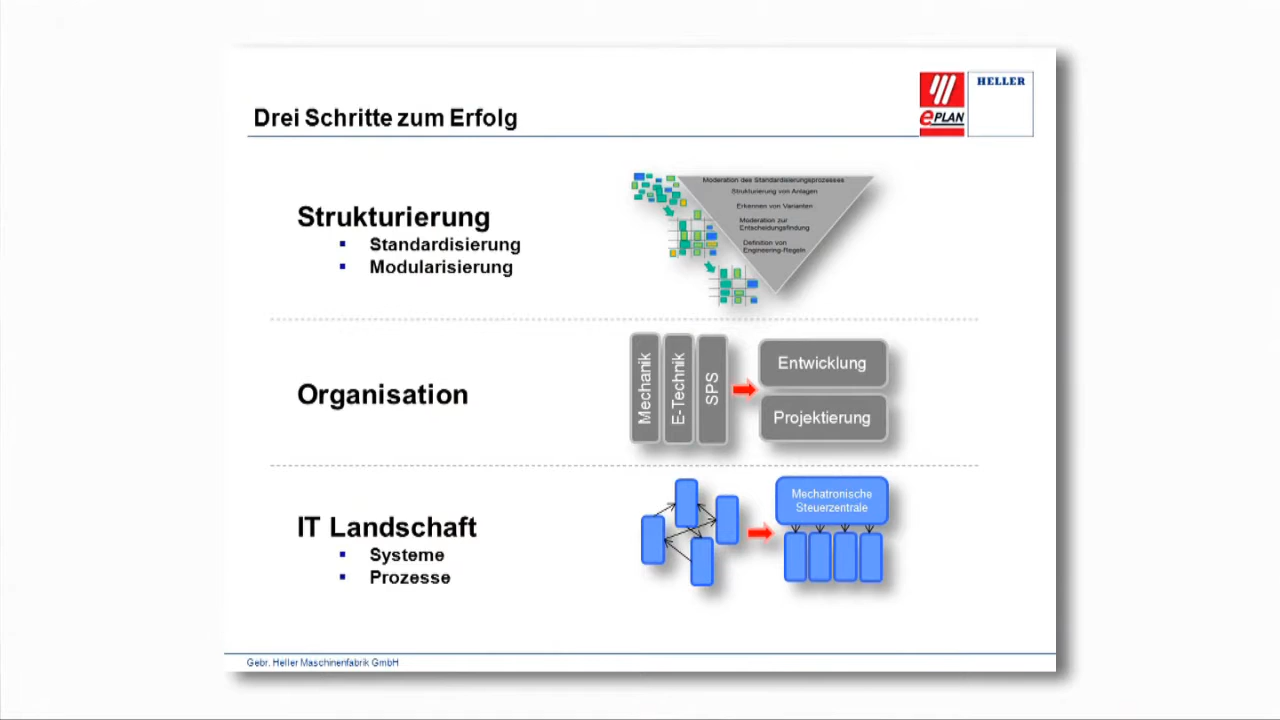 Drei Schritte zum Erfolg
ePLAN
HELLER
Strukturierung
Standardisierung
Modularisierung
Moderation des Standardisierungsprozesses
Strukturierung von Anlagen
Erkennen von Varianten
Moderation zur
Entscheidungsfindung
Definition von
Engineering-Regeln
Organisation
Mechanik
E-Technik
SPS
Entwicklung
Projektierung
IT Landschaft
Systeme
Prozesse
Mechatronische
Steuerzentrale
Gebr. Heller Maschinenfabrik GmbH